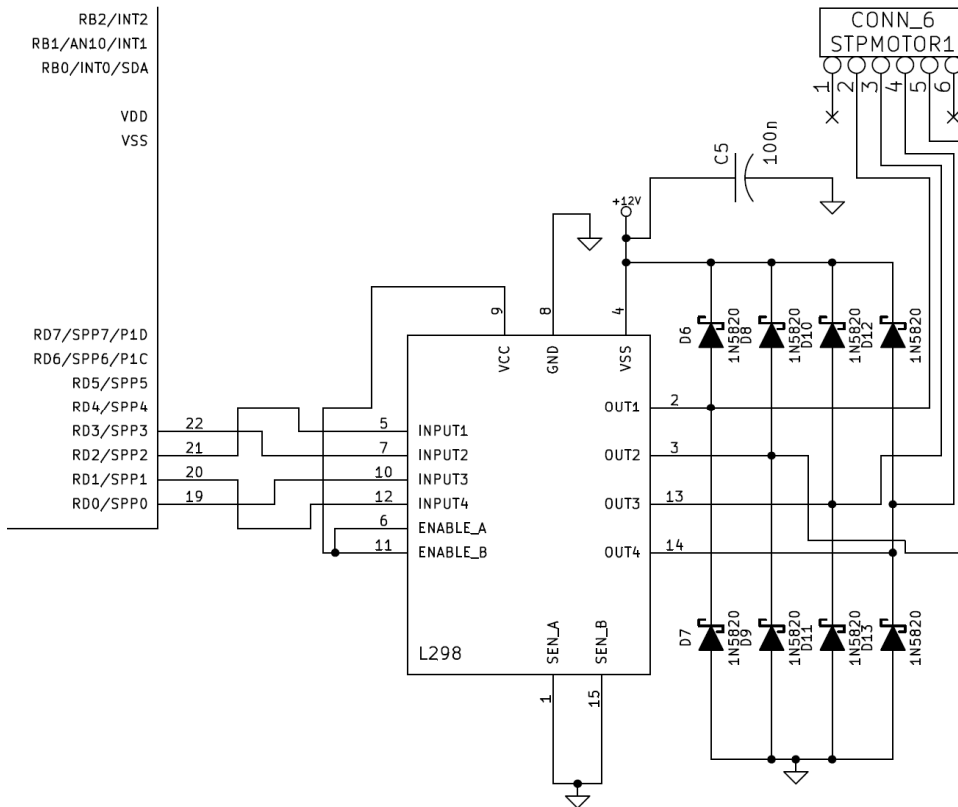 RB2/INT2
RB1/AN10/INT1
RB0/INT0/SDA
VDD
VSS
RD7/SPP7/P1D
RD6/SPP6/P1C
RD5/SPP5
RD4/SPP4
RD3/SPP3
RD2/SPP2
RD1/SPP1
RD0/SPP0
22
21
20
19
CONN_6
STPMOTOR1
1
2
3
4
5
6
C5
100n
+12V
9
8
4
VCC
GND
VSS
5
7
10
12
6
11
INPUT1
INPUT2
INPUT3
INPUT4
ENABLE_A
ENABLE_B
OUT1
OUT2
OUT3
OUT4
2
3
13
14
L298
SEN_A
SEN_B
1
15
D6
1N5820
D8
1N5820
D10
1N5820
D12
1N5820
D7
1N5820
D9
1N5820
D11
1N5820
D13
1N5820